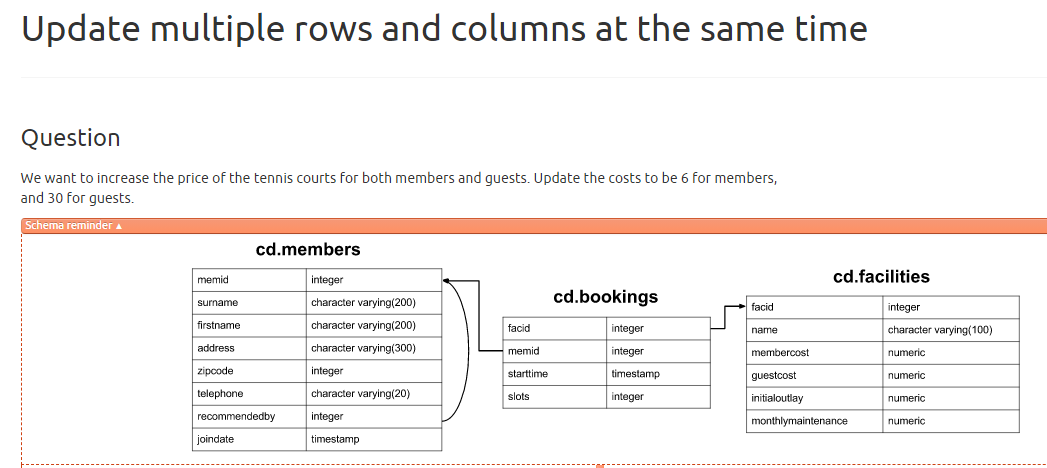 Update multiple rows and columns at the same time
Question
We want to increase the price of the tennis courts for both members and guests. Update the costs to be 6 for members,
and 30 for guests.
Schema reminder ▲
cd.members
memid integer
surname character varying(200)
firstname character varying(200)
address character varying(300)
zipcode integer
telephone character varying(20)
recommendedby integer
joindate timestamp
cd.bookings
facid integer
memid integer
starttime timestamp
slots integer
cd.facilities
facid integer
name character varying(100)
membercost numeric
guestcost numeric
initialoutlay numeric
monthlymaintenance numeric